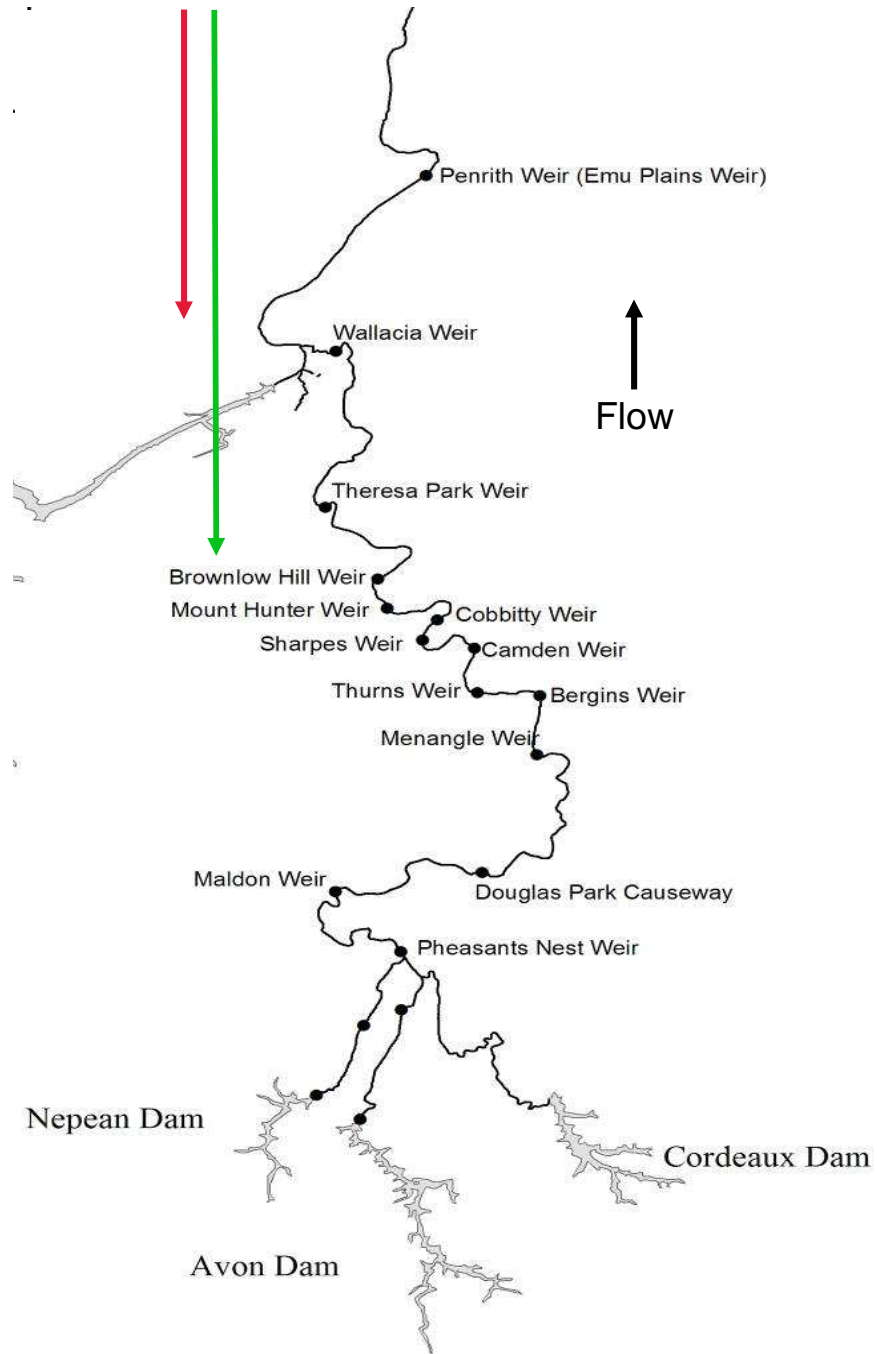 Penrith Weir (Emu Plains Weir)
Wallacia Weir
Flow
Theresa Park Weir
Brownlow Hill Weir
Mount Hunter Weir
Cobbitty Weir
Sharpes Weir
Camden Weir
Thurns Weir
Bergins Weir
Menangle Weir
Maldon Weir
Douglas Park Causeway
Pheasants Nest Weir
Nepean Dam
Cordeaux Dam
Avon Dam